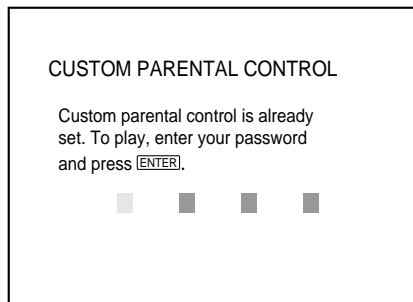 CUSTOM PARENTAL CONTROL
Custom parental control is already
set. To play, enter your password
and press ENTER.